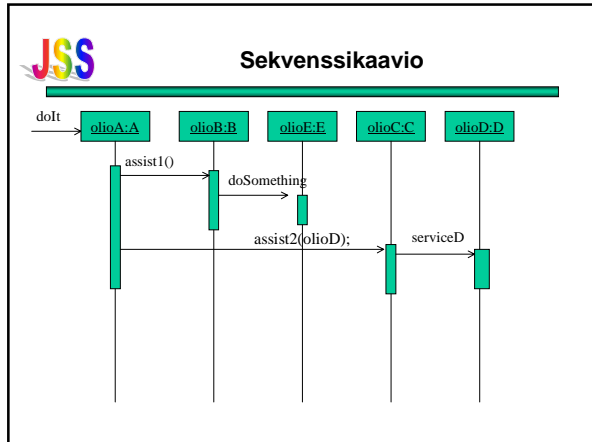 JSS
Sekvenssikaavio
doIt
olioA:A
olioB:B
olioE:E
olioC:C
olioD:D
assist1()
doSomething
assist2(olioD);
serviceD